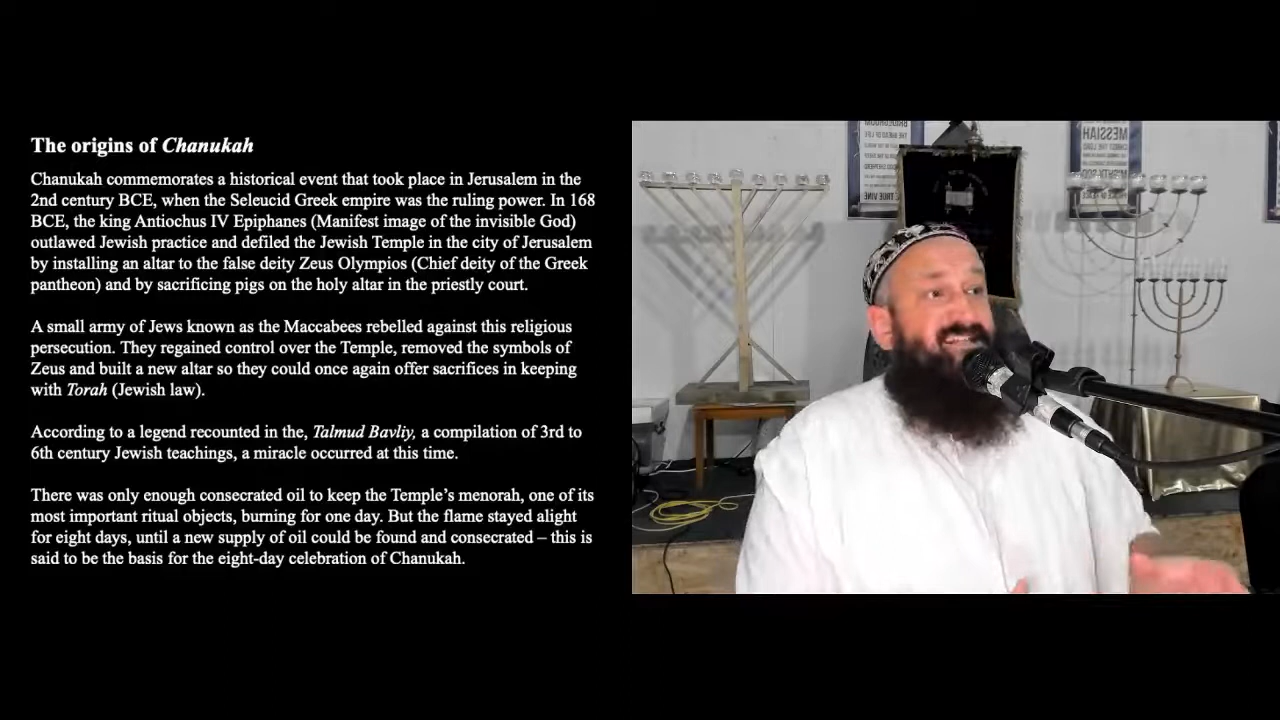 The origins of Chanukah
Chanukah commemorates a historical event that took place in Jerusalem in the
2nd century BCE, when the Seleucid Greek empire was the ruling power. In 168
BCE, the king Antiochus IV Epiphanes (Manifest image of the invisible God)
outlawed Jewish practice and defiled the Jewish Temple in the city of Jerusalem
by installing an altar to the false deity Zeus Olympios (Chief deity of the Greek
pantheon) and by sacrificing pigs on the holy altar in the priestly court.
A small army of Jews known as the Maccabees rebelled against this religious
persecution. They regained control over the Temple, removed the symbols of
Zeus and built a new altar so they could once again offer sacrifices in keeping
with Torah (Jewish law).
According to a legend recounted in the, Talmud Bavliy, a compilation of 3rd to
6th century Jewish teachings, a miracle occurred at this time.
There was only enough consecrated oil to keep the Temple’s menorah, one of its
most important ritual objects, burning for one day. But the flame stayed alight
for eight days, until a new supply of oil could be found and consecrated – this is
said to be the basis for the eight-day celebration of Chanukah.
MESSIAH
TRUE VINE